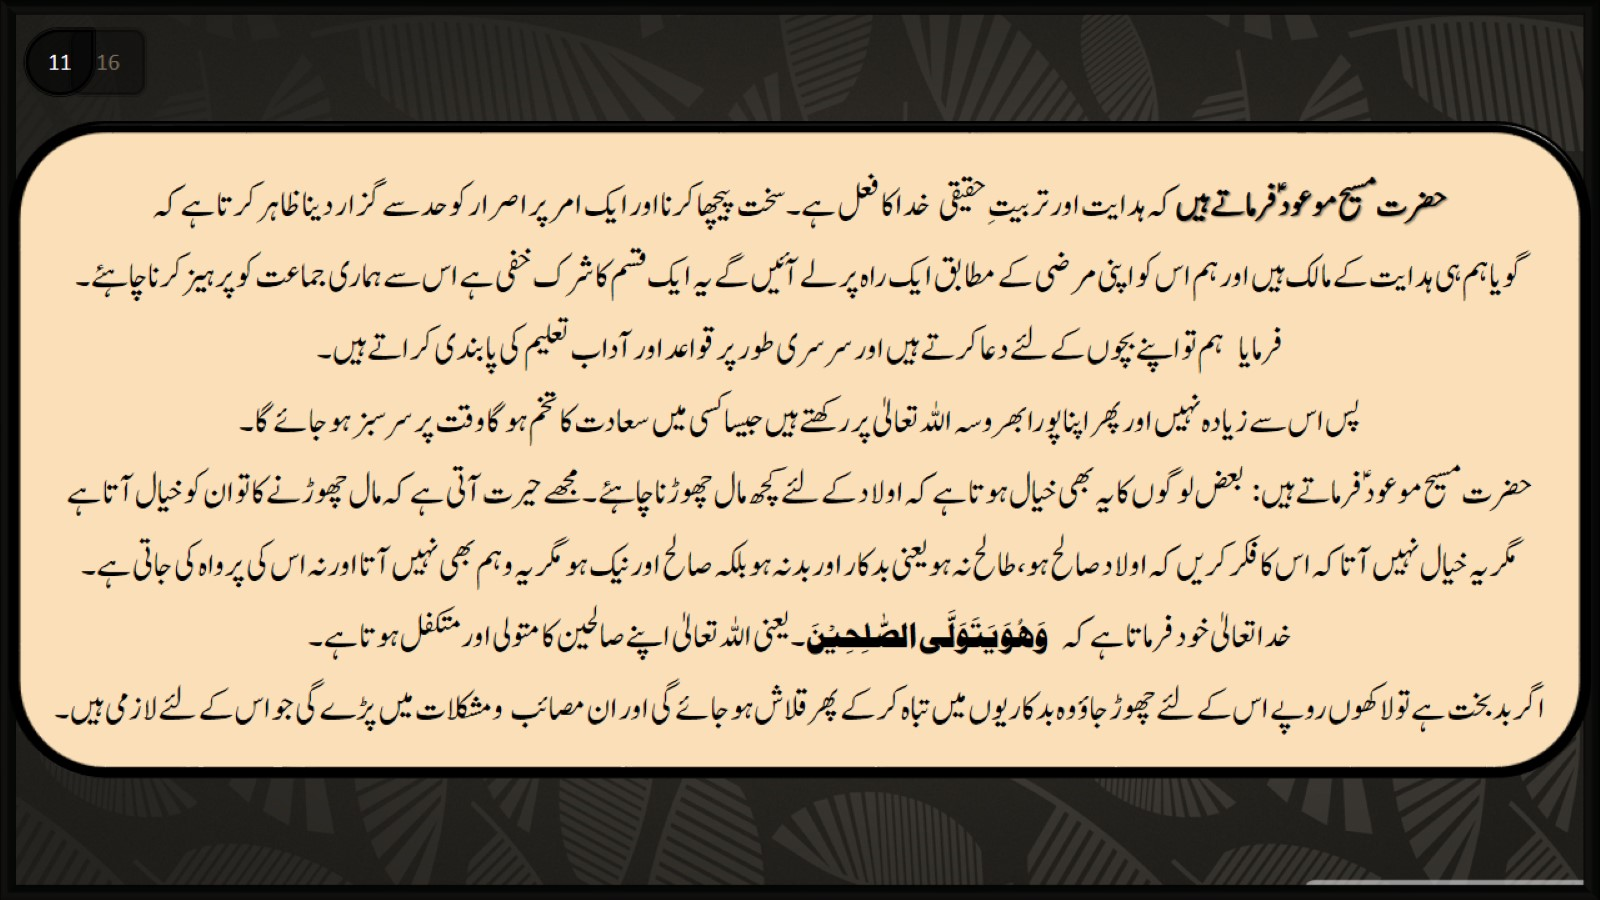 11 16
حضرت مسیح موعودؑ فرماتے ہیں کہ ہدایت اور تربیتِ حقیقی خدا کا فعل ہے۔ سخت پیچھا کرنا اور ایک امر پر اصرار کو حد سے گزار دینا ظاہر کرتا ہے کہ
گویا ہم ہی ہدایت کے مالک ہیں اور ہم اس کو اپنی مرضی کے مطابق ایک راہ پر لے آئیں گے یہ ایک قسم کا شرک خفی ہے اس سے ہماری جماعت کو پرہیز کرنا چاہئے۔
فرمایا ہم تو اپنے بچوں کے لئے دعا کرتے ہیں اور سرسری طور پر قواعد اور آداب تعلیم کی پابندی کراتے ہیں۔
پس اس سے زیادہ نہیں اور پھر اپنا پورا بھروسہ اللہ تعالیٰ پر رکھتے ہیں جیسا کسی میں سعادت کا تخم ہو گا وقت پر سرسبز ہو جائے گا۔
حضرت مسیح موعودؑ فرماتے ہیں: بعض لوگوں کا یہ بھی خیال ہوتا ہے کہ اولاد کے لئے کچھ مال چھوڑنا چاہئے۔ مجھے حیرت آتی ہے کہ مال چھوڑنے کا تو ان کو خیال آتا ہے
مگر یہ خیال نہیں آتا کہ اس کا فکر کریں کہ اولاد صالح ہو، طالح نہ ہو یعنی بدکار اور بد نہ ہو بلکہ صالح اور نیک ہو مگر یہ وہم بھی نہیں آتا اور نہ اس کی پرواہ کی جاتی ہے۔
خدا تعالیٰ خود فرماتا ہے کہ وَهُوَ يَتَوَلَّى الصّٰلِحِيْنَ۔ یعنی اللہ تعالیٰ اپنے صالحین کا متولی اور متکفل ہوتا ہے۔
اگر بدبخت ہے تو لاکھوں روپے اس کے لئے چھوڑ جاؤ وہ بدکاریوں میں تباہ کر کے پھر قلاش ہو جائے گی اور ان مصائب و مشکلات میں پڑے گی جو اس کے لئے لازمی ہیں۔